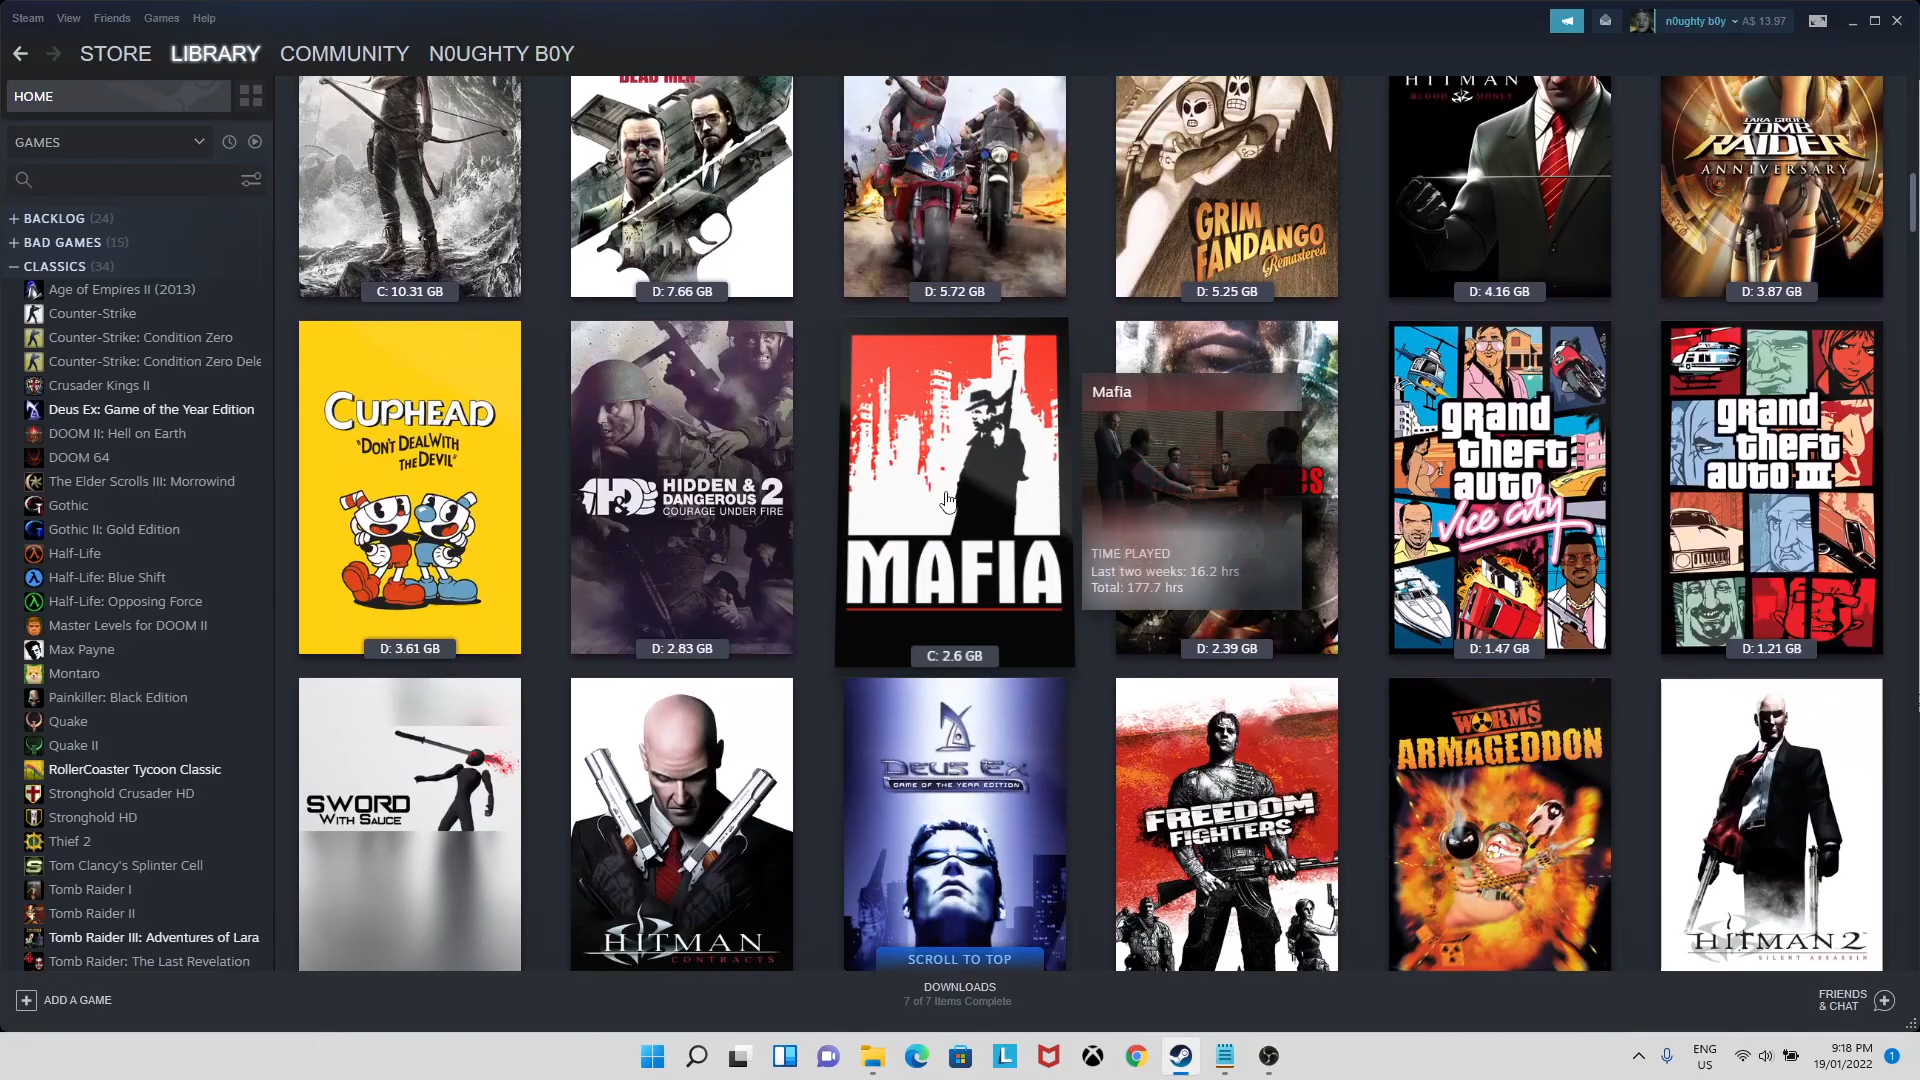 Steam View Friends Games Help
n0ughty b0y A$ 13.97
STORE LIBRARY COMMUNITY N0UGHTY B0Y
HOME
GAMES
+ BACKLOG (24)
+ BAD GAMES (15)
— CLASSICS (34)
Age of Empires II (2013)
Counter-Strike
Counter-Strike: Condition Zero
Counter-Strike: Condition Zero Dele
Crusader Kings II
Deus Ex: Game of the Year Edition
DOOM II: Hell on Earth
DOOM 64
The Elder Scrolls III: Morrowind
Gothic
Gothic II: Gold Edition
Half-Life
Half-Life: Blue Shift
Half-Life: Opposing Force
Master Levels for DOOM II
Max Payne
Montaro
Painkiller: Black Edition
Quake
Quake II
RollerCoaster Tycoon Classic
Stronghold Crusader HD
Stronghold HD
Thief 2
Tom Clancy's Splinter Cell
Tomb Raider I
Tomb Raider II
Tomb Raider III: Adventures of Lara
Tomb Raider: The Last Revelation
ADD A GAME
C: 10.31 GB
DEAD MEN
D: 7.66 GB
D: 5.72 GB
GRIM
FANDANGO
Remastered
D: 5.25 GB
HITMAN
BLOOD MONEY
D: 4.16 GB
LARA CROFT
TOMB
RAIDER
ANNIVERSARY
D: 3.87 GB
CUPHEAD
"DON'T DEAL WITH
THE DEVIL"
D: 3.61 GB
H&D
HIDDEN &
DANGEROUS 2
COURAGE UNDER FIRE
D: 2.83 GB
MAFIA
C: 2.6 GB
Mafia
TIME PLAYED
Last two weeks: 16.2 hrs
Total: 177.7 hrs
D: 2.39 GB
grand
theft
auto
vice city
D: 1.47 GB
grand
theft
auto III
D: 1.21 GB
SWORD
WITH SAUCE
HITMAN
CONTRACTS
DEUS EX
GAME OF THE YEAR EDITION
FREEDOM
FIGHTERS
WORMS
ARMAGEDDON
HITMAN 2
SILENT ASSASSIN
SCROLL TO TOP
DOWNLOADS
7 of 7 Items Complete
FRIENDS
& CHAT
ENG
US
9:18 PM
19/01/2022
1